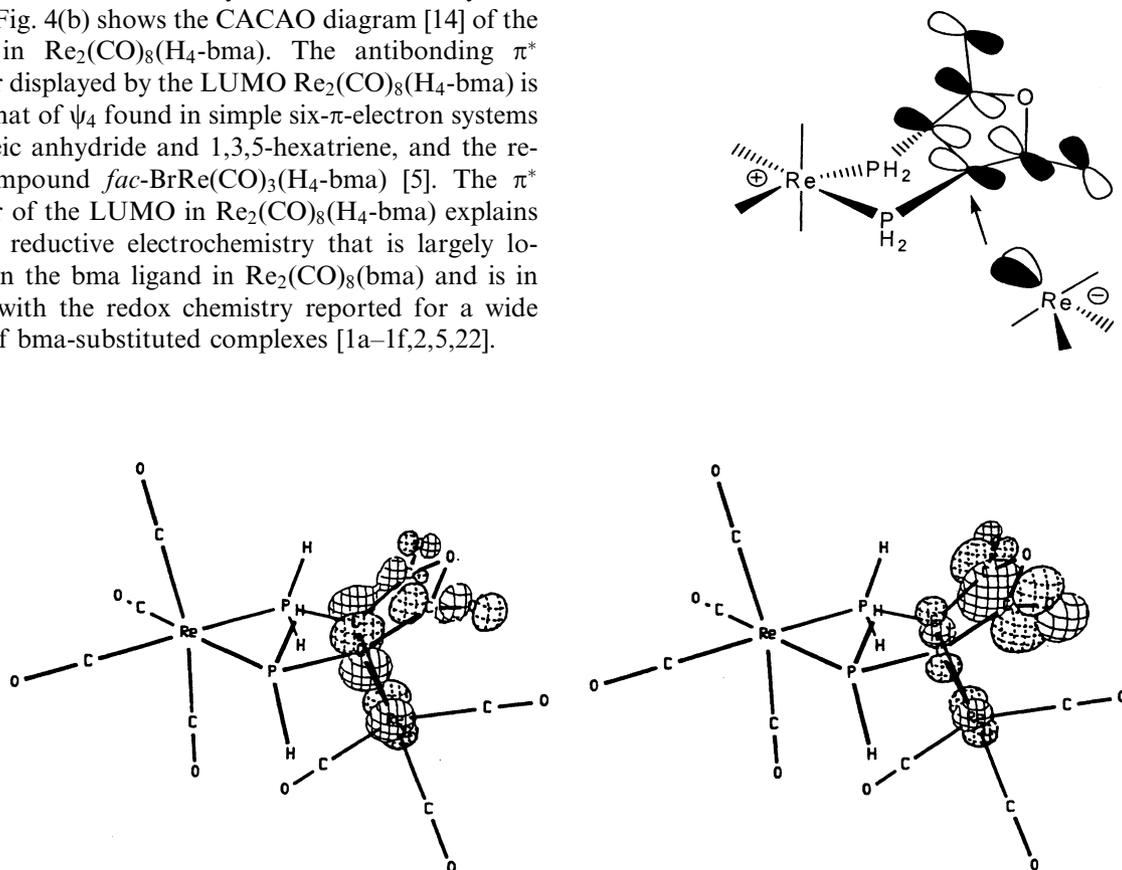 Fig. 4(b) shows the CACAO diagram [14] of the
in Re₂(CO)₈(H₄-bma). The antibonding π*
r displayed by the LUMO Re₂(CO)₈(H₄-bma) is
hat of ψ₄ found in simple six-π-electron systems
eic anhydride and 1,3,5-hexatriene, and the re-
mpound fac-BrRe(CO)₃(H₄-bma) [5]. The π*
r of the LUMO in Re₂(CO)₈(H₄-bma) explains
reductive electrochemistry that is largely lo-
n the bma ligand in Re₂(CO)₈(bma) and is in
with the redox chemistry reported for a wide
f bma-substituted complexes [1a–1f,2,5,22].
O
⊕ Re PH₂
P
H₂
Re ⊖
O
C
H
O
O C
P H
Re
C
H
O
P
C O
C
H
C
O
O
C
O
O
C
H
O
O C
P H
Re
C
H
O
P
C O
C
H
C
O
O
C
O